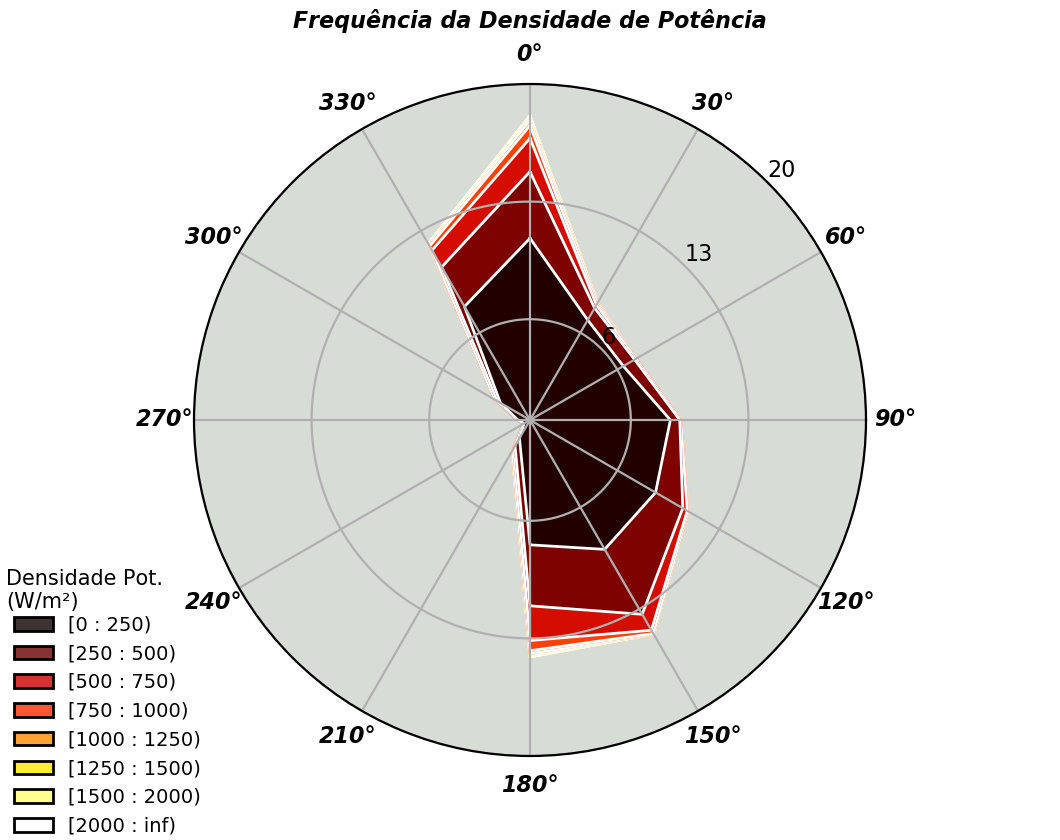 Frequência da Densidade de Potência
0°
330°
30°
20
300°
60°
13
6
270°
90°
240°
120°
210°
150°
180°
Densidade Pot.
(W/m²)
[0 : 250)
[250 : 500)
[500 : 750)
[750 : 1000)
[1000 : 1250)
[1250 : 1500)
[1500 : 2000)
[2000 : inf)